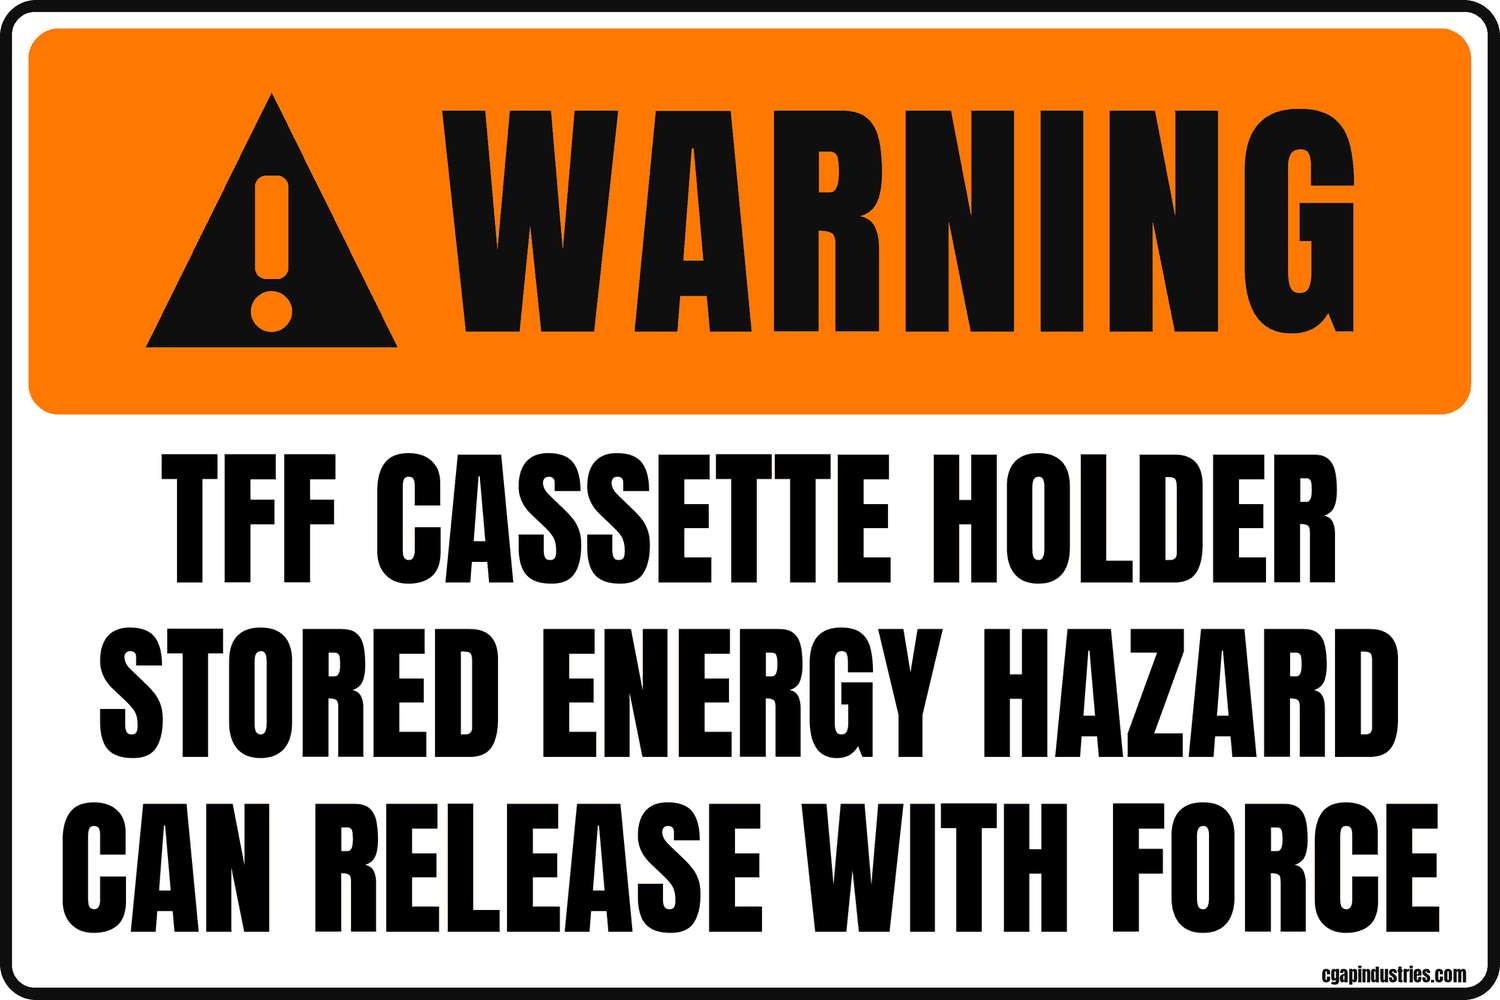 WARNING
TFF CASSETTE HOLDER
STORED ENERGY HAZARD
CAN RELEASE WITH FORCE
cgapindustries.com